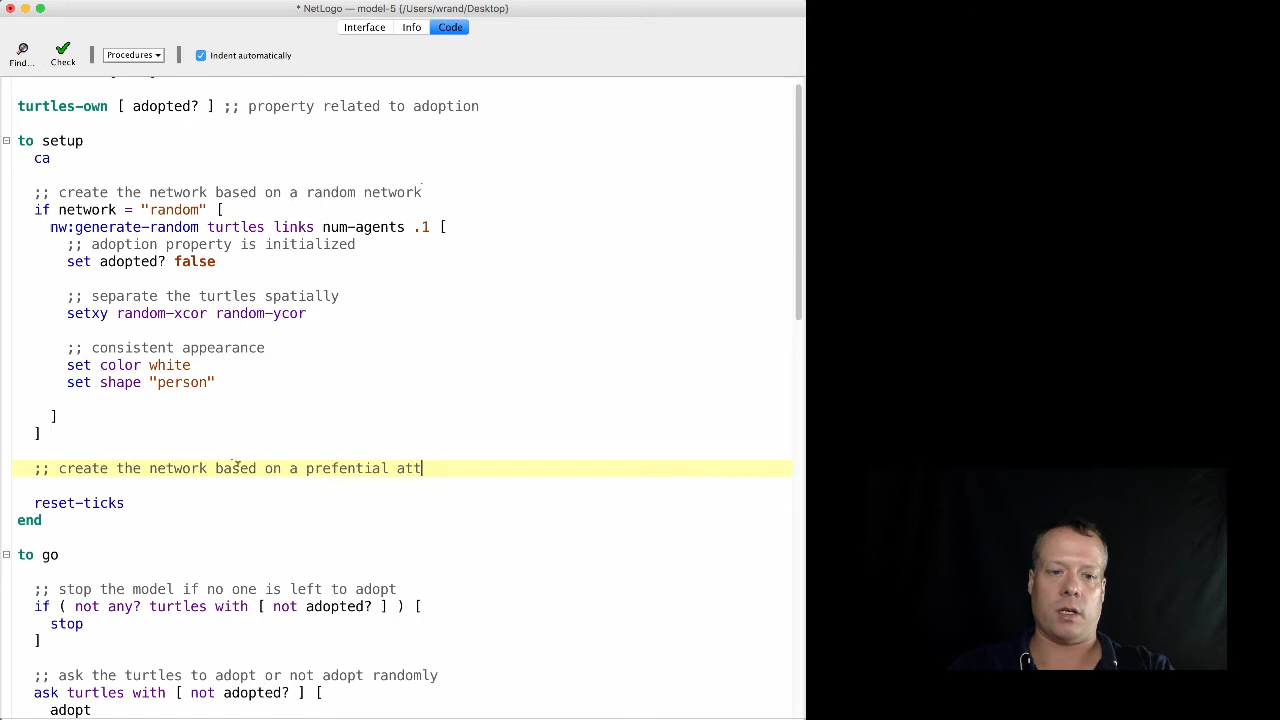 * NetLogo — model-5 {/Users/wrand/Desktop}
Interface Info Code
Find... Check Procedures Indent automatically
turtles-own [ adopted? ] ;; property related to adoption
to setup
ca
;; create the network based on a random network
if network = "random" [
nw:generate-random turtles links num-agents .1 [
;; adoption property is initialized
set adopted? false
;; separate the turtles spatially
setxy random-xcor random-ycor
;; consistent appearance
set color white
set shape "person"
]
]
;; create the network based on a prefential att
reset-ticks
end
to go
;; stop the model if no one is left to adopt
if ( not any? turtles with [ not adopted? ] ) [
stop
]
;; ask the turtles to adopt or not adopt randomly
ask turtles with [ not adopted? ] [
adopt